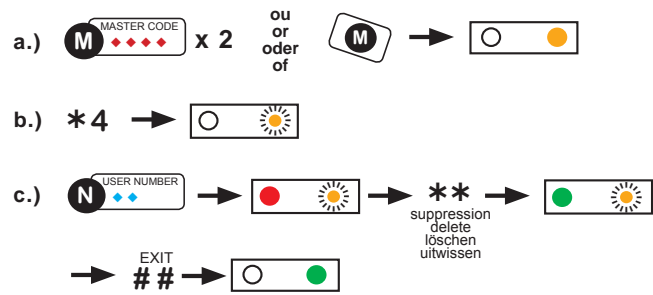 a.) M MASTER CODE x 2 ou M
or
oder
of
b.) *4
c.) N USER NUMBER **
suppression
delete
löschen
uitwissen
EXIT
##